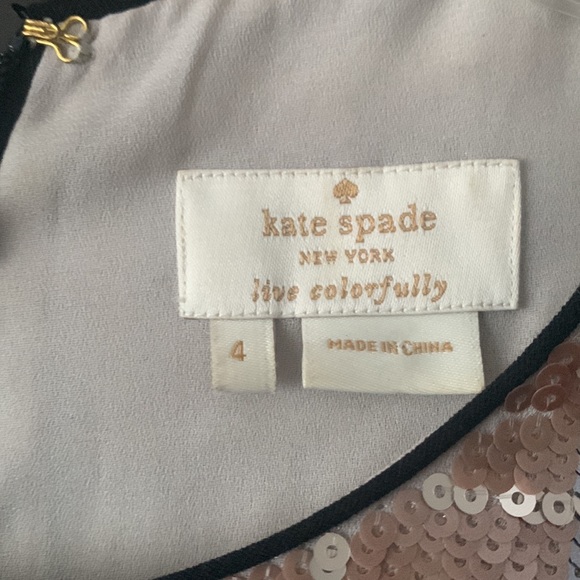 kate spade
NEW YORK
live colorfully
4
MADE IN CHINA